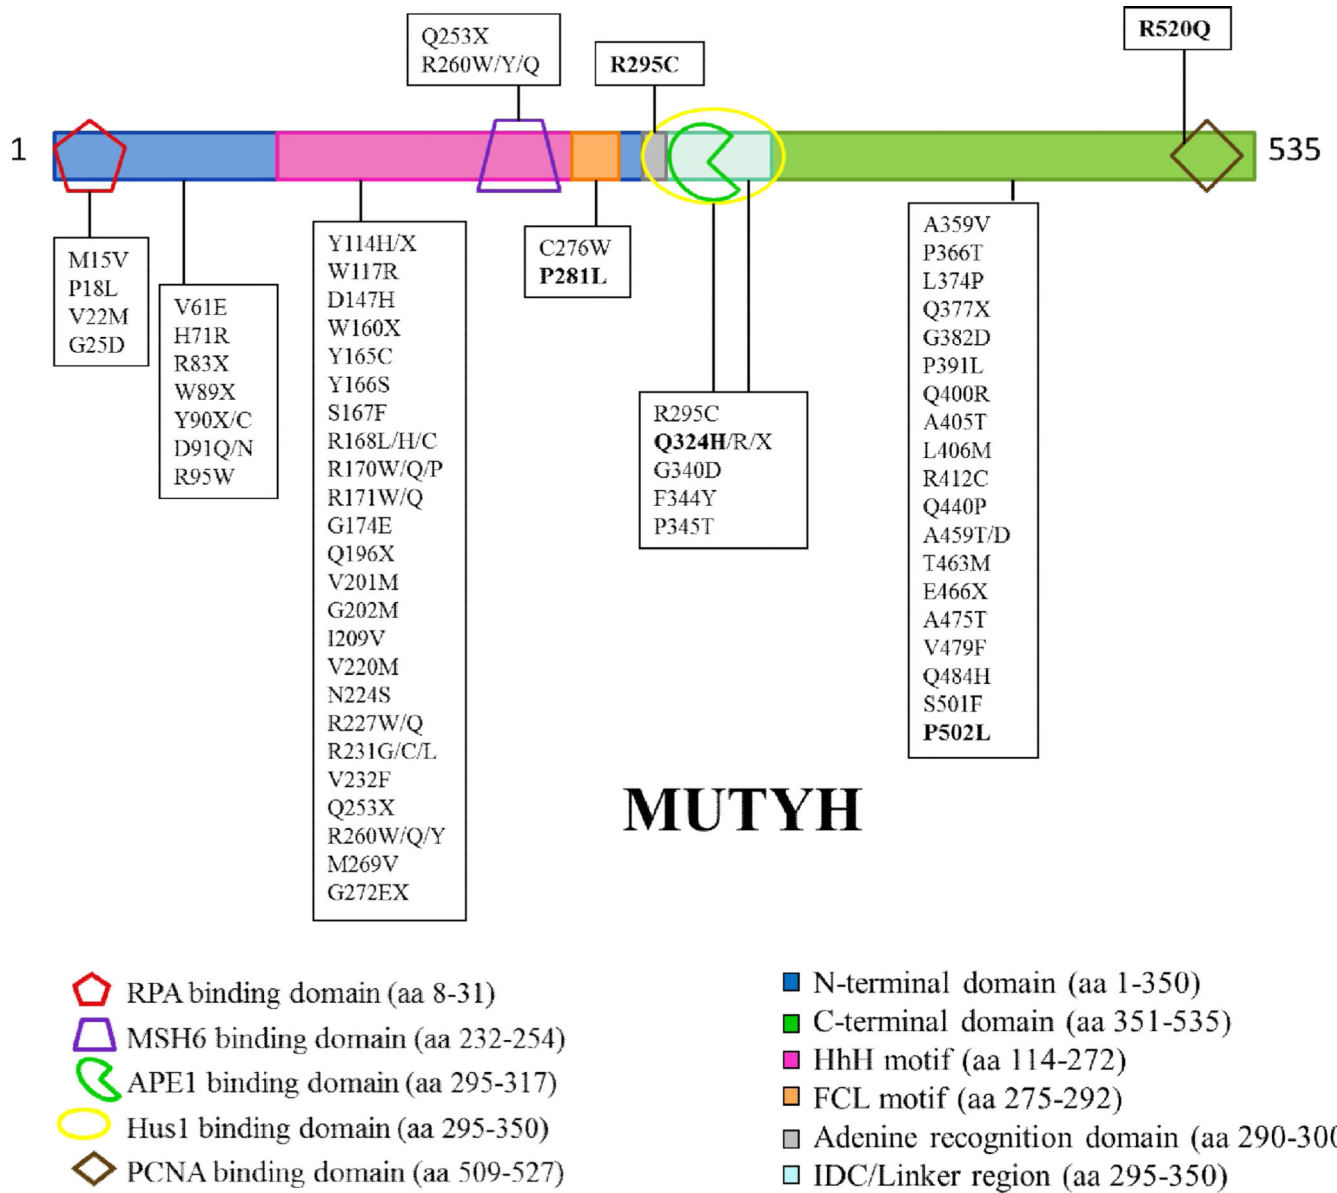 Q253X
R260W/Y/Q
R295C
R520Q
1
535
M15V
P18L
V22M
G25D
V61E
H71R
R83X
W89X
Y90X/C
D91Q/N
R95W
Y114H/X
W117R
D147H
W160X
Y165C
Y166S
S167F
R168L/H/C
R170W/Q/P
R171W/Q
G174E
Q196X
V201M
G202M
I209V
V220M
N224S
R227W/Q
R231G/C/L
V232F
Q253X
R260W/Q/Y
M269V
G272EX
C276W
P281L
R295C
Q324H/R/X
G340D
F344Y
P345T
A359V
P366T
L374P
Q377X
G382D
P391L
Q400R
A405T
L406M
R412C
Q440P
A459T/D
T463M
E466X
A475T
V479F
Q484H
S501F
P502L
MUTYH
RPA binding domain (aa 8-31)
MSH6 binding domain (aa 232-254)
APE1 binding domain (aa 295-317)
Hus1 binding domain (aa 295-350)
PCNA binding domain (aa 509-527)
N-terminal domain (aa 1-350)
C-terminal domain (aa 351-535)
HhH motif (aa 114-272)
FCL motif (aa 275-292)
Adenine recognition domain (aa 290-300
IDC/Linker region (aa 295-350)